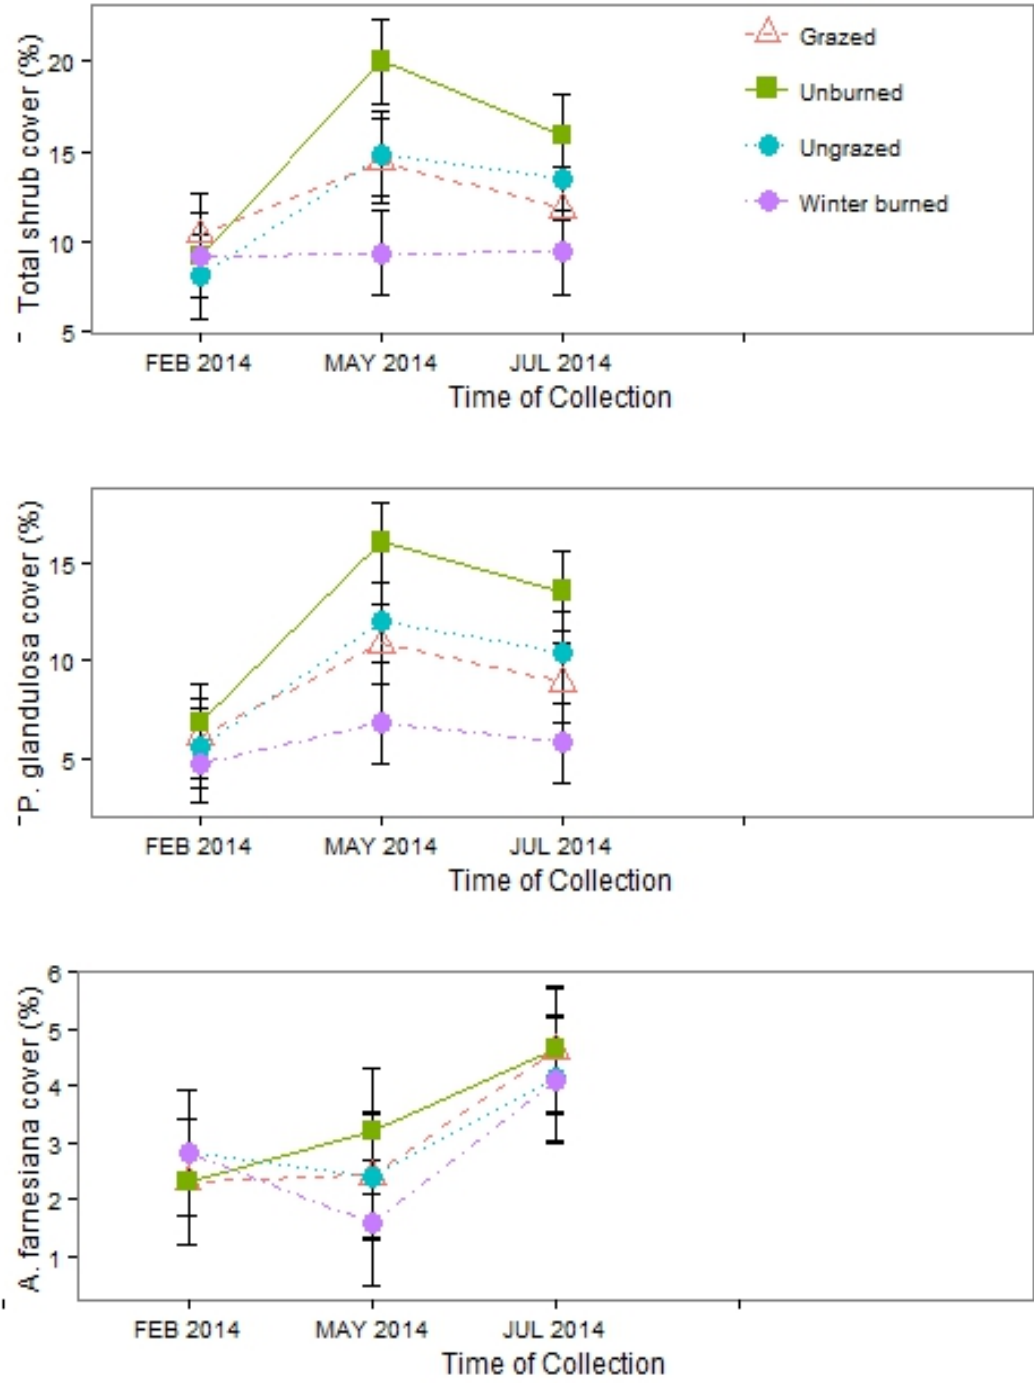 Total shrub cover (%)
20
15
10
5
Grazed
Unburned
Ungrazed
Winter burned
FEB 2014 MAY 2014 JUL 2014
Time of Collection
P. glandulosa cover (%)
15
10
5
FEB 2014 MAY 2014 JUL 2014
Time of Collection
A. farnesiana cover (%)
6
5
4
3
2
1
FEB 2014 MAY 2014 JUL 2014
Time of Collection